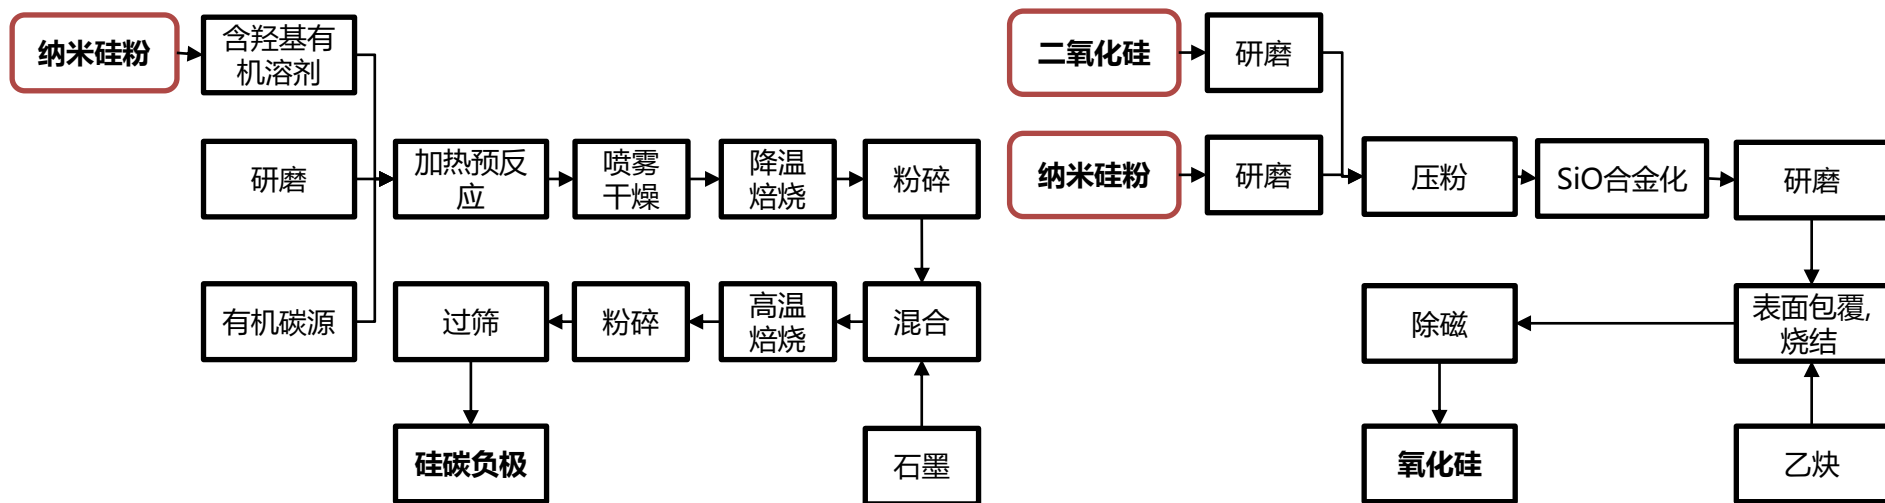 纳米硅粉
含羟基有
机溶剂
研磨
有机碳源
加热预反
应
喷雾
干燥
降温
焙烧
粉碎
混合
石墨
高温
焙烧
粉碎
过筛
硅碳负极
二氧化硅
研磨
纳米硅粉
研磨
压粉
SiO合金化
研磨
表面包覆,
烧结
乙炔
除磁
氧化硅